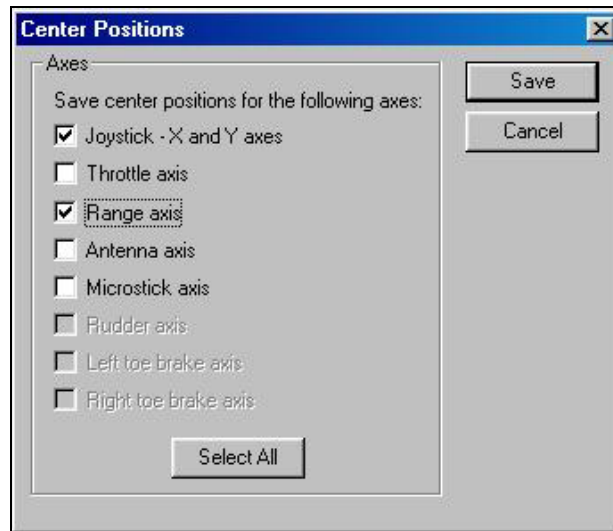 Center Positions
Axes
Save center positions for the following axes:
Joystick - X and Y axes
Throttle axis
Range axis
Antenna axis
Microstick axis
Rudder axis
Left toe brake axis
Right toe brake axis
Select All
Save
Cancel